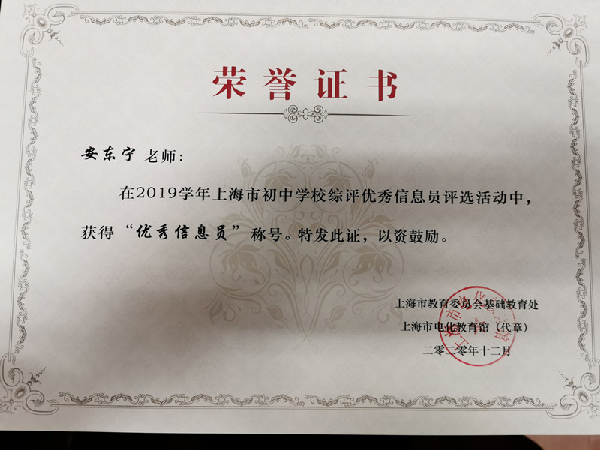 荣誉证书
安东宁 老师：
在2019学年上海市初中学校综评优秀信息员评选活动中，
获得“优秀信息员”称号。特发此证，以资鼓励。
上海市教育委员会基础教育处
上海市电化教育馆（代章）
二零二零年十二月